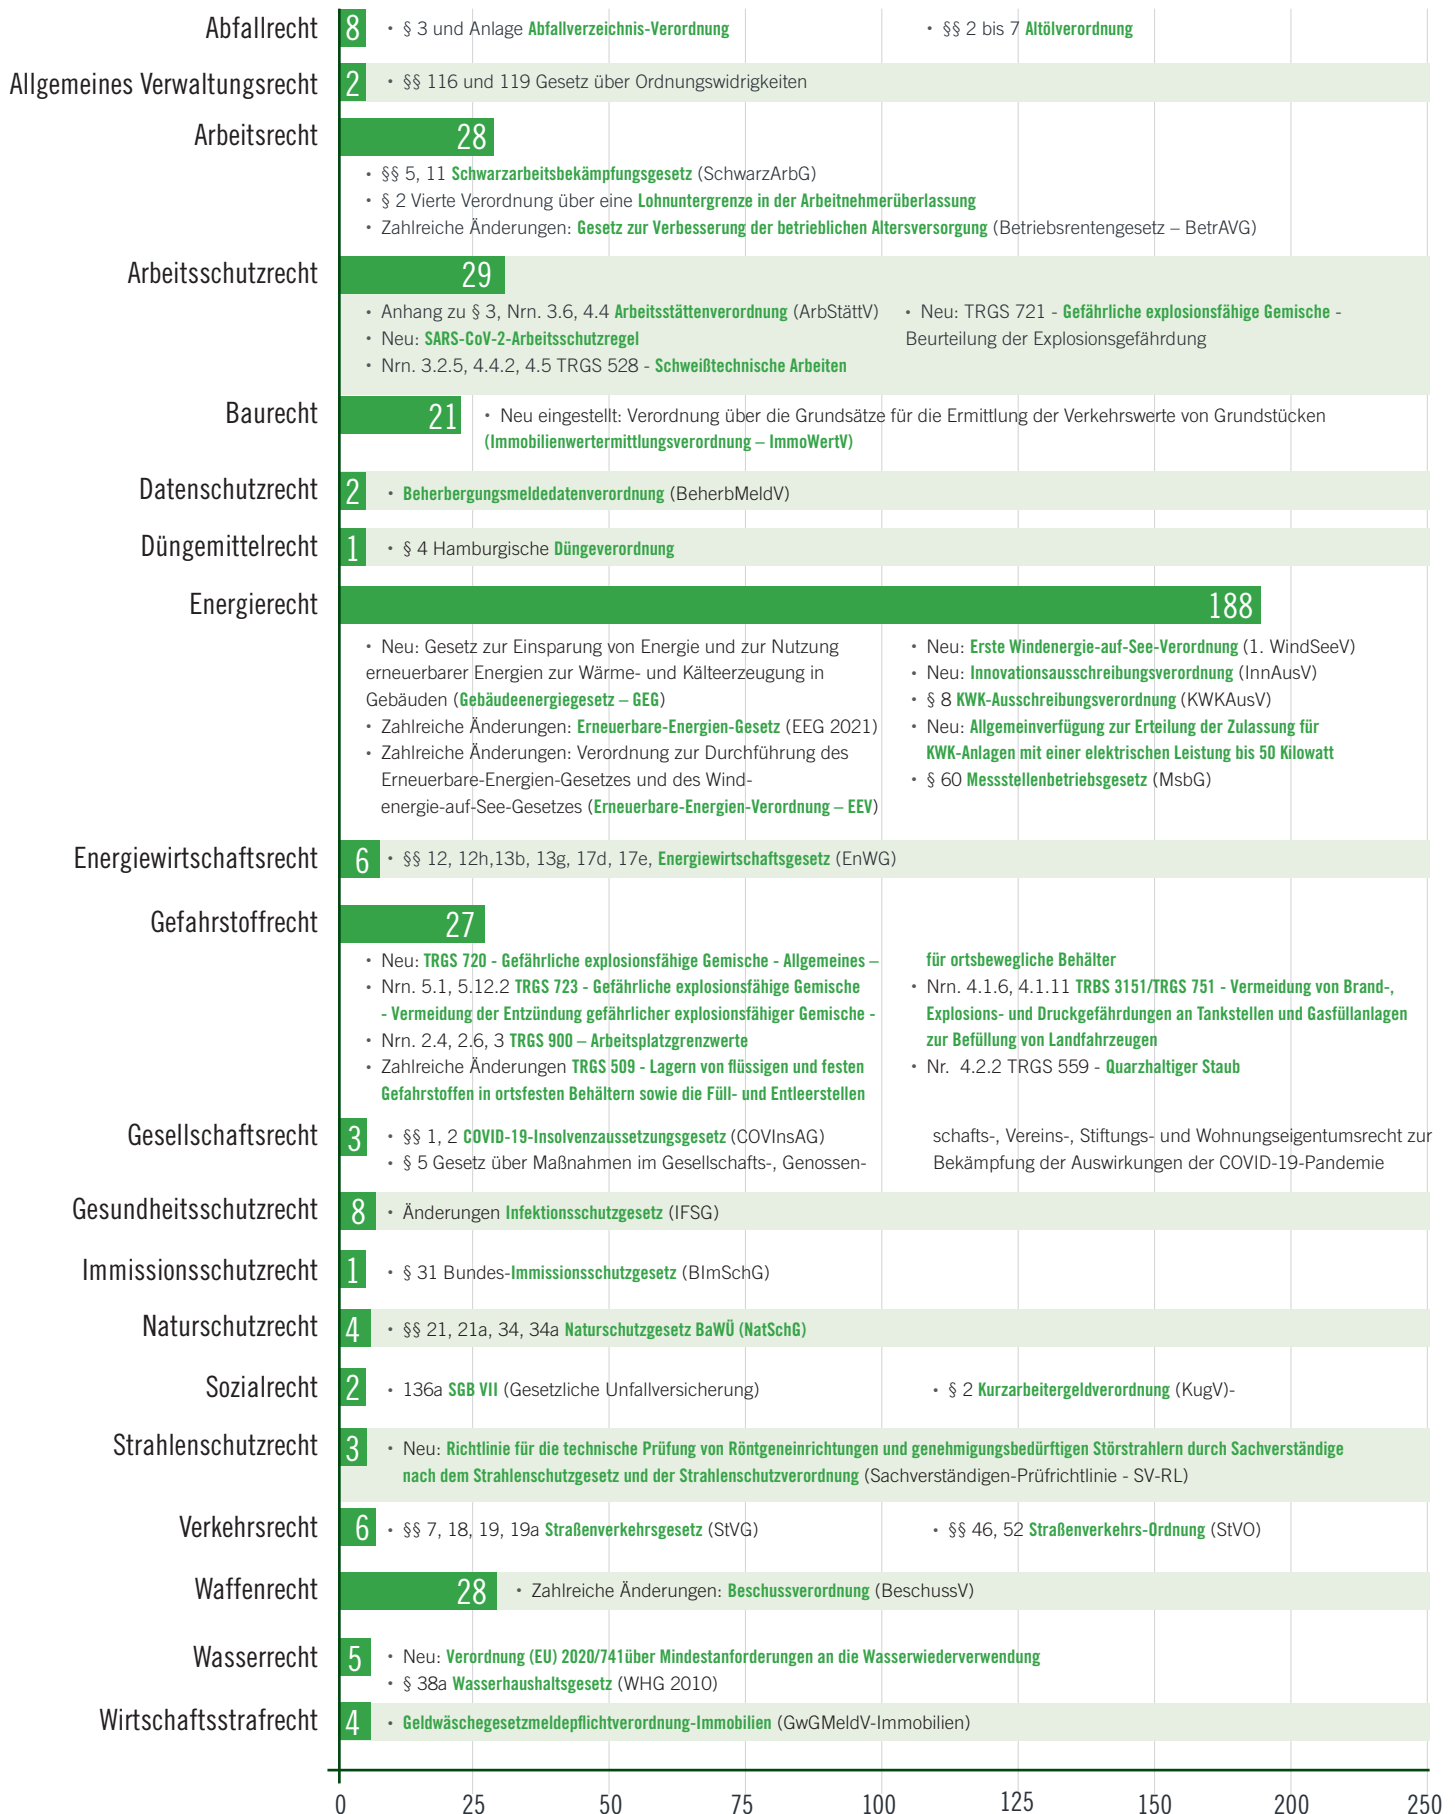 Abfallrecht
8
• § 3 und Anlage Abfallverzeichnis-Verordnung
• §§ 2 bis 7 Altölverordnung
Allgemeines Verwaltungsrecht
2
• §§ 116 und 119 Gesetz über Ordnungswidrigkeiten
Arbeitsrecht
28
• §§ 5, 11 Schwarzarbeitsbekämpfungsgesetz (SchwarzArbG)
• § 2 Vierte Verordnung über eine Lohnuntergrenze in der Arbeitnehmerüberlassung
• Zahlreiche Änderungen: Gesetz zur Verbesserung der betrieblichen Altersversorgung (Betriebsrentengesetz – BetrAVG)
Arbeitsschutzrecht
29
• Anhang zu § 3, Nrn. 3.6, 4.4 Arbeitsstättenverordnung (ArbStättV)
• Neu: SARS-CoV-2-Arbeitsschutzregel
• Nrn. 3.2.5, 4.4.2, 4.5 TRGS 528 - Schweißtechnische Arbeiten
• Neu: TRGS 721 - Gefährliche explosionsfähige Gemische -
Beurteilung der Explosionsgefährdung
Baurecht
21
• Neu eingestellt: Verordnung über die Grundsätze für die Ermittlung der Verkehrswerte von Grundstücken
(Immobilienwertermittlungsverordnung – ImmoWertV)
Datenschutzrecht
2
• Beherbergungsmeldedatenverordnung (BeherbMeldV)
Düngemittelrecht
1
• § 4 Hamburgische Düngeverordnung
Energierecht
188
• Neu: Gesetz zur Einsparung von Energie und zur Nutzung
erneuerbarer Energien zur Wärme- und Kälteerzeugung in
Gebäuden (Gebäudeenergiegesetz – GEG)
• Zahlreiche Änderungen: Erneuerbare-Energien-Gesetz (EEG 2021)
• Zahlreiche Änderungen: Verordnung zur Durchführung des
Erneuerbare-Energien-Gesetzes und des Wind-
energie-auf-See-Gesetzes (Erneuerbare-Energien-Verordnung – EEV)
• Neu: Erste Windenergie-auf-See-Verordnung (1. WindSeeV)
• Neu: Innovationsausschreibungsverordnung (InnAusV)
• § 8 KWK-Ausschreibungsverordnung (KWKAusV)
• Neu: Allgemeinverfügung zur Erteilung der Zulassung für
KWK-Anlagen mit einer elektrischen Leistung bis 50 Kilowatt
• § 60 Messstellenbetriebsgesetz (MsbG)
Energiewirtschaftsrecht
6
• §§ 12, 12h,13b, 13g, 17d, 17e, Energiewirtschaftsgesetz (EnWG)
Gefahrstoffrecht
27
• Neu: TRGS 720 - Gefährliche explosionsfähige Gemische - Allgemeines –
• Nrn. 5.1, 5.12.2 TRGS 723 - Gefährliche explosionsfähige Gemische
- Vermeidung der Entzündung gefährlicher explosionsfähiger Gemische -
• Nrn. 2.4, 2.6, 3 TRGS 900 – Arbeitsplatzgrenzwerte
• Zahlreiche Änderungen TRGS 509 - Lagern von flüssigen und festen
Gefahrstoffen in ortsfesten Behältern sowie die Füll- und Entleerstellen
für ortsbewegliche Behälter
• Nrn. 4.1.6, 4.1.11 TRBS 3151/TRGS 751 - Vermeidung von Brand-,
Explosions- und Druckgefährdungen an Tankstellen und Gasfüllanlagen
zur Befüllung von Landfahrzeugen
• Nr. 4.2.2 TRGS 559 - Quarzhaltiger Staub
Gesellschaftsrecht
3
• §§ 1, 2 COVID-19-Insolvenzaussetzungsgesetz (COVInsAG)
• § 5 Gesetz über Maßnahmen im Gesellschafts-, Genossen-
schafts-, Vereins-, Stiftungs- und Wohnungseigentumsrecht zur
Bekämpfung der Auswirkungen der COVID-19-Pandemie
Gesundheitsschutzrecht
8
• Änderungen Infektionsschutzgesetz (IFSG)
Immissionsschutzrecht
1
• § 31 Bundes-Immissionsschutzgesetz (BImSchG)
Naturschutzrecht
4
• §§ 21, 21a, 34, 34a Naturschutzgesetz BaWÜ (NatSchG)
Sozialrecht
2
• 136a SGB VII (Gesetzliche Unfallversicherung)
• § 2 Kurzarbeitergeldverordnung (KugV)-
Strahlenschutzrecht
3
• Neu: Richtlinie für die technische Prüfung von Röntgeneinrichtungen und genehmigungsbedürftigen Störstrahlern durch Sachverständige
nach dem Strahlenschutzgesetz und der Strahlenschutzverordnung (Sachverständigen-Prüfrichtlinie - SV-RL)
Verkehrsrecht
6
• §§ 7, 18, 19, 19a Straßenverkehrsgesetz (StVG)
• §§ 46, 52 Straßenverkehrs-Ordnung (StVO)
Waffenrecht
28
• Zahlreiche Änderungen: Beschussverordnung (BeschussV)
Wasserrecht
5
• Neu: Verordnung (EU) 2020/741über Mindestanforderungen an die Wasserwiederverwendung
• § 38a Wasserhaushaltsgesetz (WHG 2010)
Wirtschaftsstrafrecht
4
• Geldwäschegesetzmeldepflichtverordnung-Immobilien (GwGMeldV-Immobilien)
0 25 50 75 100 125 150 200 250